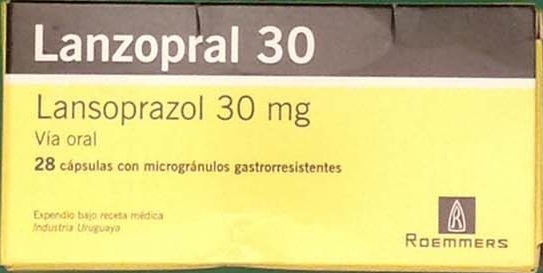 Lanzopral 30
Lansoprazol 30 mg
Vía oral
28 cápsulas con microgránulos gastrorresistentes
Expendio bajo receta médica
Industria Uruguaya
ROEMMERS